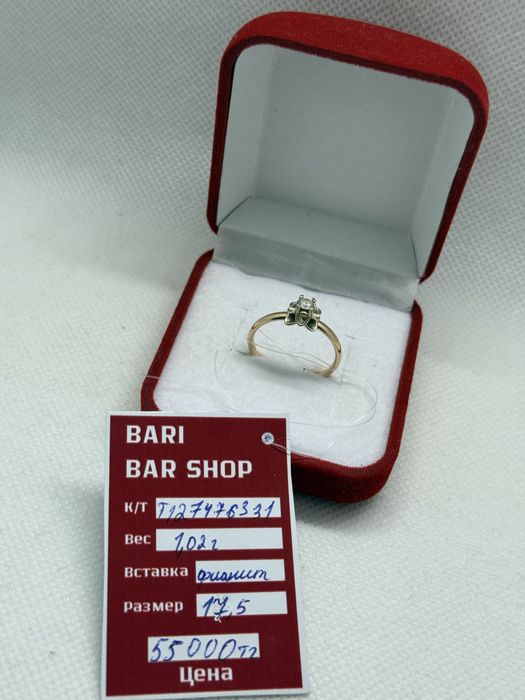 BARI
BAR SHOP
К/Т Т127476331
Вес 1,02г
Вставка фианит
Размер 17,5
55000тг
Цена